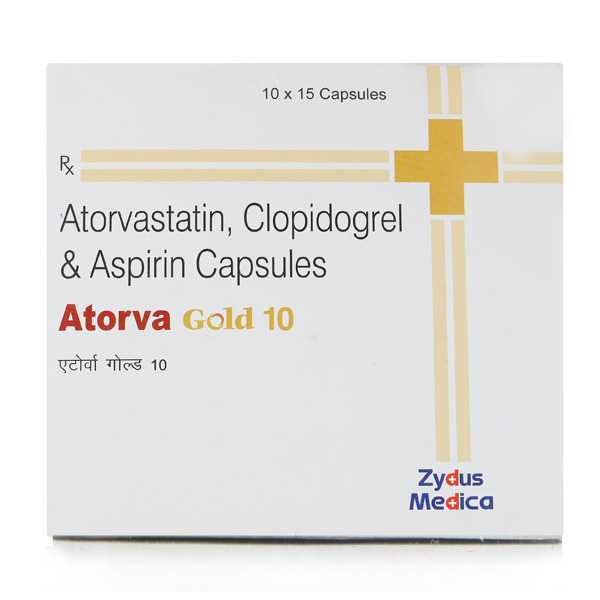 10 x 15 Capsules
Rx
Atorvastatin, Clopidogrel
& Aspirin Capsules
Atorva Gold 10
एटोर्वा गोल्ड 10
Zydus
Medica